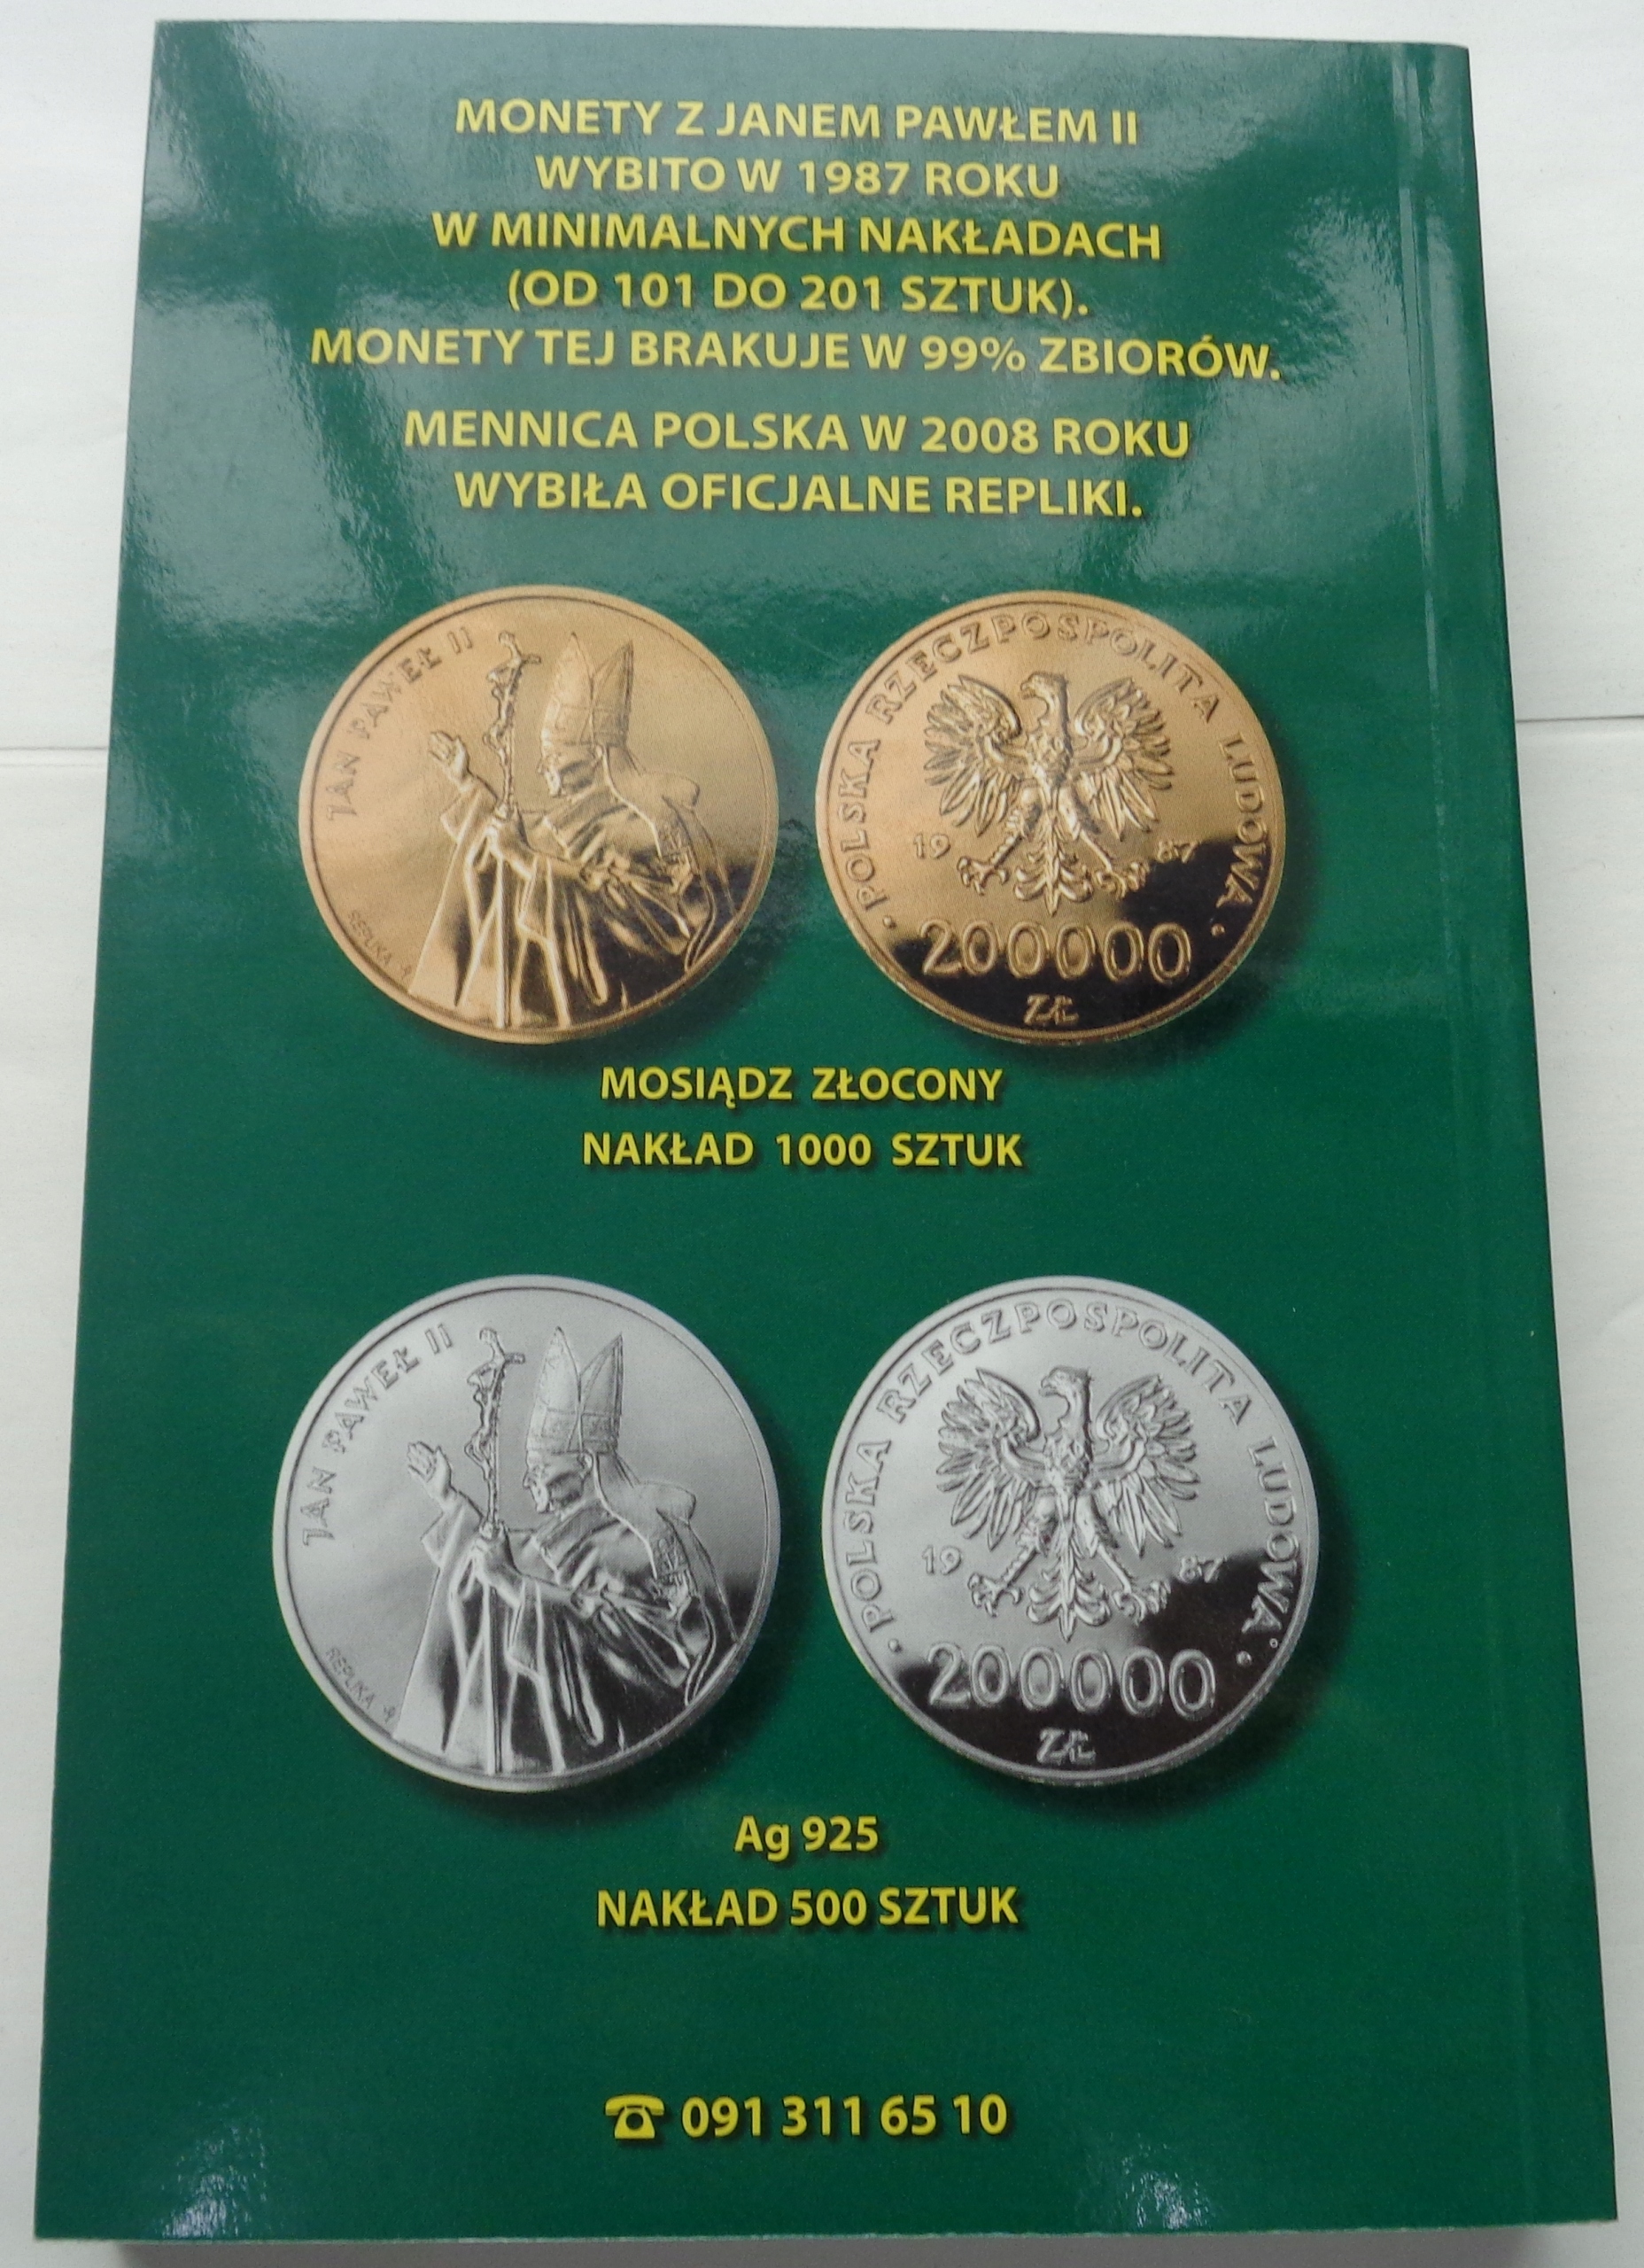 MONETY Z JANEM PAWŁEM II
WYBITO W 1987 ROKU
W MINIMALNYCH NAKŁADACH
(OD 101 DO 201 SZTUK).
MONETY TEJ BRAKUJE W 99% ZBIORÓW.
MENNICA POLSKA W 2008 ROKU
WYBIŁA OFICJALNE REPLIKI.
JAN PAWEŁ II
REPLIKA
POLSKA RZECZPOSPOLITA LUDOWA
19 87
200000
ZŁ
MOSIĄDZ ZŁOCONY
NAKŁAD 1000 SZTUK
JAN PAWEŁ II
REPLIKA
POLSKA RZECZPOSPOLITA LUDOWA
19 87
200000
ZŁ
Ag 925
NAKŁAD 500 SZTUK
☎ 091 311 65 10